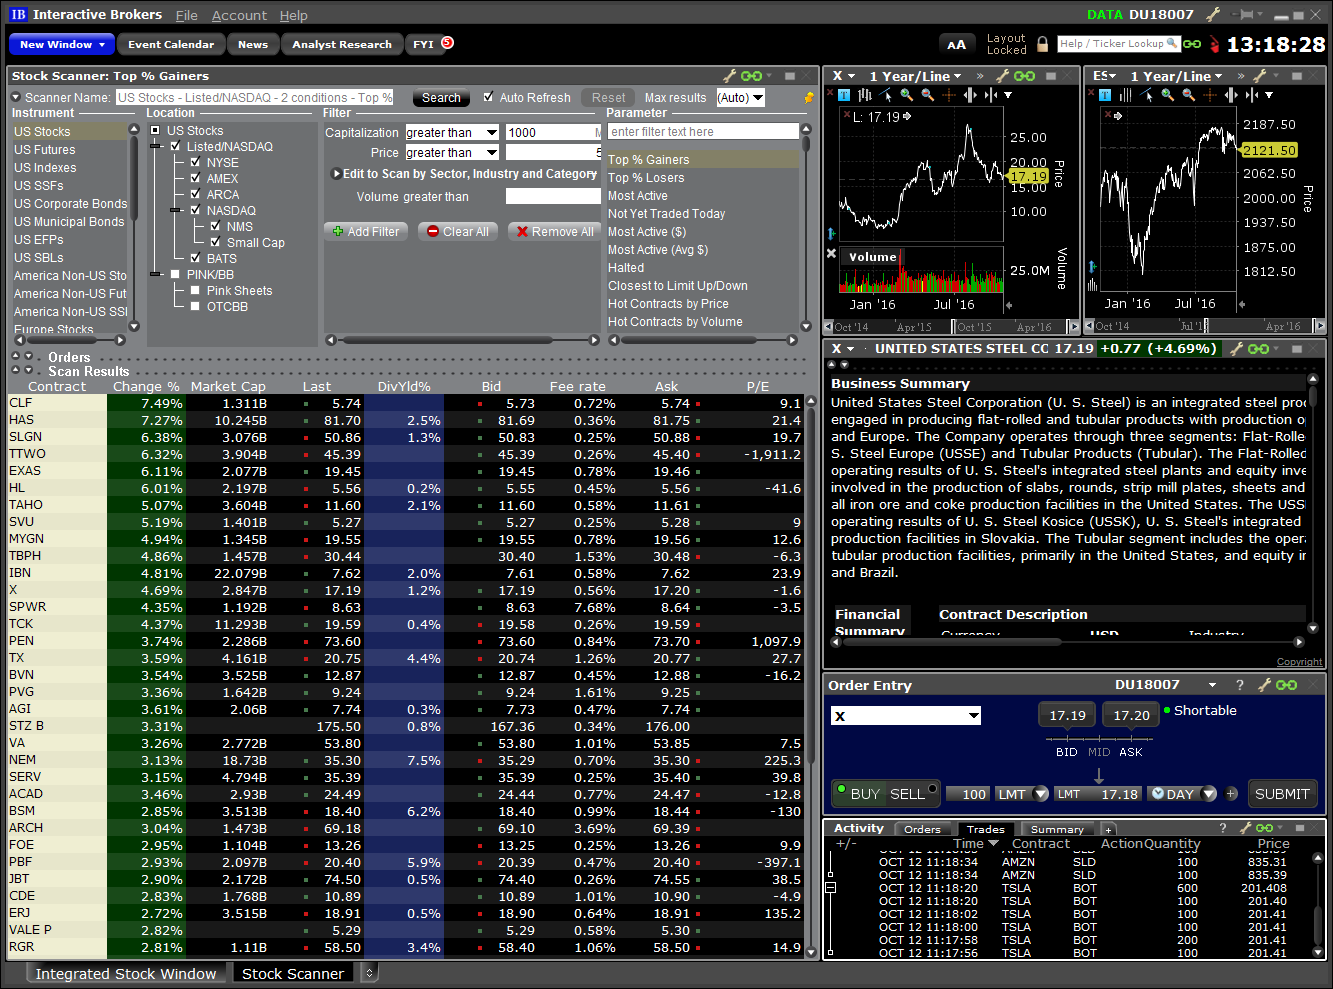 IB Interactive Brokers File Account Help DATA DU18007
New Window Event Calendar News Analyst Research FYI 5 AA Layout Locked Help / Ticker Lookup 13:18:28
Stock Scanner: Top % Gainers
Scanner Name: US Stocks - Listed/NASDAQ - 2 conditions - Top % Search Auto Refresh Reset Max results (Auto)
Instrument
US Stocks
US Futures
US Indexes
US SSFs
US Corporate Bonds
US Municipal Bonds
US EFPs
US SBLs
America Non-US Sto
America Non-US Fut
America Non-US SSI
Europe Stocks
Location
US Stocks
Listed/NASDAQ
NYSE
AMEX
ARCA
NASDAQ
NMS
Small Cap
BATS
PINK/BB
Pink Sheets
OTCBB
Filter
Capitalization greater than 1000 M
Price greater than 5
Edit to Scan by Sector, Industry and Category
Volume greater than
Add Filter Clear All Remove All
Parameter
enter filter text here
Top % Gainers
Top % Losers
Most Active
Not Yet Traded Today
Most Active ($)
Most Active (Avg $)
Halted
Closest to Limit Up/Down
Hot Contracts by Price
Hot Contracts by Volume
Orders
Scan Results
Contract Change % Market Cap Last DivYld% Bid Fee rate Ask P/E
CLF 7.49% 1.311B 5.74 5.73 0.72% 5.74 9.1
HAS 7.27% 10.245B 81.70 2.5% 81.69 0.36% 81.75 21.4
SLGN 6.38% 3.076B 50.86 1.3% 50.83 0.25% 50.88 19.7
TTWO 6.32% 3.904B 45.39 45.39 0.26% 45.40 -1,911.2
EXAS 6.11% 2.077B 19.45 19.45 0.78% 19.46
HL 6.01% 2.197B 5.56 0.2% 5.55 0.45% 5.56 -41.6
TAHO 5.07% 3.604B 11.60 2.1% 11.60 0.58% 11.61
SVU 5.19% 1.401B 5.27 5.27 0.25% 5.28 9
MYGN 4.94% 1.345B 19.55 19.55 0.78% 19.56 12.6
TBPH 4.86% 1.457B 30.44 30.40 1.53% 30.48 -6.3
IBN 4.81% 22.079B 7.62 2.0% 7.61 0.58% 7.62 23.9
X 4.69% 2.847B 17.19 1.2% 17.19 0.56% 17.20 -1.6
SPWR 4.35% 1.192B 8.63 8.63 7.68% 8.64 -3.5
TCK 4.37% 11.293B 19.59 0.4% 19.58 0.26% 19.59
PEN 3.74% 2.286B 73.60 73.60 0.84% 73.70 1,097.9
TX 3.59% 4.161B 20.75 4.4% 20.74 1.26% 20.77 27.7
BVN 3.54% 3.525B 12.87 12.87 0.45% 12.88 -16.2
PVG 3.36% 1.642B 9.24 9.24 1.61% 9.25
AGI 3.61% 2.06B 7.74 0.3% 7.73 0.47% 7.74
STZ B 3.31% 175.50 0.8% 167.36 0.34% 176.00
VA 3.26% 2.772B 53.80 53.80 1.01% 53.85 7.5
NEM 3.13% 18.73B 35.30 7.5% 35.29 0.70% 35.30 225.3
SERV 3.15% 4.794B 35.39 35.39 0.25% 35.40 39.8
ACAD 3.46% 2.93B 24.49 24.44 0.77% 24.47 -12.8
BSM 2.85% 3.513B 18.40 6.2% 18.40 0.99% 18.44 -130
ARCH 3.04% 1.473B 69.18 69.10 3.69% 69.39
FOE 2.95% 1.104B 13.26 13.25 0.25% 13.26 9.9
PBF 2.93% 2.097B 20.40 5.9% 20.39 0.47% 20.40 -397.1
JBT 2.90% 2.172B 74.50 0.5% 74.40 0.26% 74.55 38.5
CDE 2.83% 1.768B 10.89 10.89 1.01% 10.90 -4.9
ERJ 2.72% 3.515B 18.91 0.5% 18.90 0.64% 18.91 135.2
VALE P 2.82% 5.29 5.29 0.58% 5.30
RGR 2.81% 1.11B 58.50 3.4% 58.40 1.06% 58.50 14.9
Integrated Stock Window Stock Scanner
X 1 Year/Line »
L: 17.19
25.00
20.00
17.19
15.00
10.00
Price
Volume
25.0M
Volume
Jan '16 Jul '16
Oct '14 Apr '15 Oct '15 Apr '16
ES 1 Year/Line »
2187.50
2121.50
2062.50
2000.00
1937.50
1875.00
1812.50
Price
Jan '16 Jul '16
Oct '14 Jul '1 Apr '16
X UNITED STATES STEEL CC 17.19 +0.77 (+4.69%)
Business Summary
United States Steel Corporation (U. S. Steel) is an integrated steel proc
engaged in producing flat-rolled and tubular products with production o
and Europe. The Company operates through three segments: Flat-Rolle
S. Steel Europe (USSE) and Tubular Products (Tubular). The Flat-Rolled
operating results of U. S. Steel's integrated steel plants and equity inve
involved in the production of slabs, rounds, strip mill plates, sheets and
all iron ore and coke production facilities in the United States. The USSI
operating results of U. S. Steel Kosice (USSK), U. S. Steel's integrated
production facilities in Slovakia. The Tubular segment includes the oper
tubular production facilities, primarily in the United States, and equity ir
and Brazil.
Financial Summary Contract Description
Currency USD Industry
Copyright
Order Entry DU18007 ?
X 17.19 17.20 Shortable
BID MID ASK
BUY SELL 100 LMT LMT 17.18 DAY + SUBMIT
Activity Orders Trades Summary + ?
+/- Time Contract Action Quantity Price
OCT 12 11:18:34 AMZN SLD 100 835.31
OCT 12 11:18:34 AMZN SLD 100 835.39
OCT 12 11:18:20 TSLA BOT 600 201.408
OCT 12 11:18:20 TSLA BOT 100 201.40
OCT 12 11:18:02 TSLA BOT 100 201.41
OCT 12 11:18:00 TSLA BOT 100 201.41
OCT 12 11:17:58 TSLA BOT 200 201.41
OCT 12 11:17:56 TSLA BOT 100 201.41